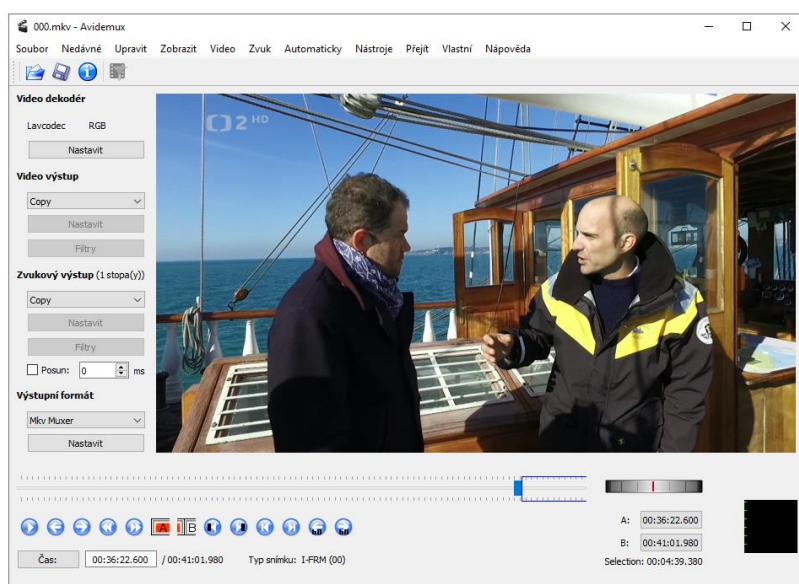 000.mkv - Avidemux
Soubor Nedávné Upravit Zobrazit Video Zvuk Automaticky Nástroje Přejít Vlastní Nápověda
Video dekodér
Lavcodec RGB
Nastavit
Video výstup
Copy
Nastavit
Filtry
Zvukový výstup (1 stopa(y))
Copy
Nastavit
Filtry
Posun: 0 ms
Výstupní formát
Mkv Muxer
Nastavit
2 HD
A B
60 60
Čas: 00:36:22.600 / 00:41:01.980 Typ snímku: I-FRM (00)
A: 00:36:22.600
B: 00:41:01.980
Selection: 00:04:39.380